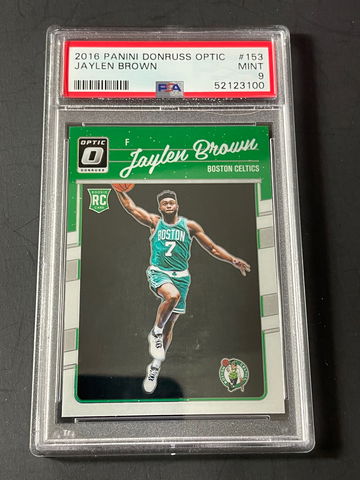 2016 PANINI DONRUSS OPTIC #153
JAYLEN BROWN MINT
9
PSA 52123100
OPTIC
O
DONRUSS
F
Jaylen Brown
BOSTON CELTICS
ROOKIE
RC
BOSTON
7